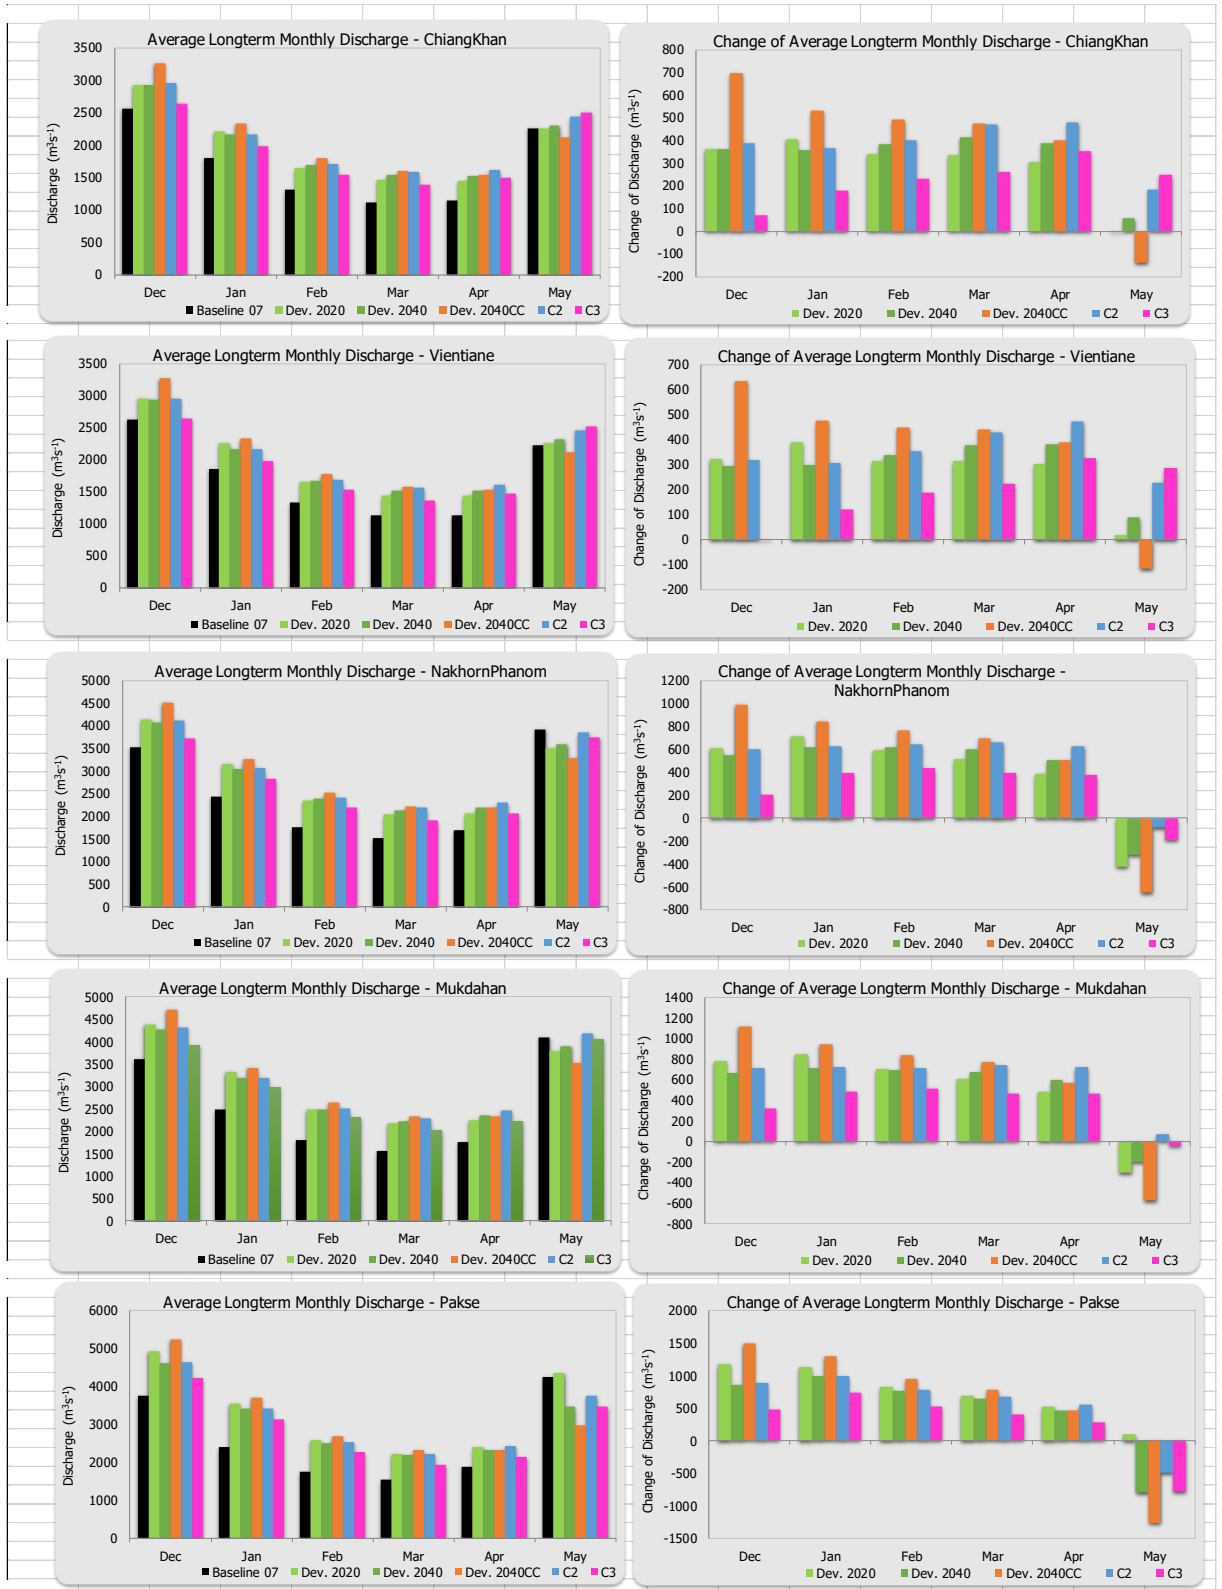 Average Longterm Monthly Discharge - ChiangKhan
3500
3000
2500
2000
1500
1000
500
0
Discharge (m³s⁻¹)
Dec Jan Feb Mar Apr May
Baseline 07 Dev. 2020 Dev. 2040 Dev. 2040CC C2 C3
Change of Average Longterm Monthly Discharge - ChiangKhan
800
700
600
500
400
300
200
100
0
-100
-200
Change of Discharge (m³s⁻¹)
Dec Jan Feb Mar Apr May
Dev. 2020 Dev. 2040 Dev. 2040CC C2 C3
Average Longterm Monthly Discharge - Vientiane
3500
3000
2500
2000
1500
1000
500
0
Discharge (m³s⁻¹)
Dec Jan Feb Mar Apr May
Baseline 07 Dev. 2020 Dev. 2040 Dev. 2040CC C2 C3
Change of Average Longterm Monthly Discharge - Vientiane
700
600
500
400
300
200
100
0
-100
-200
Change of Discharge (m³s⁻¹)
Dec Jan Feb Mar Apr May
Dev. 2020 Dev. 2040 Dev. 2040CC C2 C3
Average Longterm Monthly Discharge - NakhornPhanom
5000
4500
4000
3500
3000
2500
2000
1500
1000
500
0
Discharge (m³s⁻¹)
Dec Jan Feb Mar Apr May
Baseline 07 Dev. 2020 Dev. 2040 Dev. 2040CC C2 C3
Change of Average Longterm Monthly Discharge -
NakhornPhanom
1200
1000
800
600
400
200
0
-200
-400
-600
-800
Change of Discharge (m³s⁻¹)
Dec Jan Feb Mar Apr May
Dev. 2020 Dev. 2040 Dev. 2040CC C2 C3
Average Longterm Monthly Discharge - Mukdahan
5000
4500
4000
3500
3000
2500
2000
1500
1000
500
0
Discharge (m³s⁻¹)
Dec Jan Feb Mar Apr May
Baseline 07 Dev. 2020 Dev. 2040 Dev. 2040CC C2 C3
Change of Average Longterm Monthly Discharge - Mukdahan
1400
1200
1000
800
600
400
200
0
-200
-400
-600
-800
Change of Discharge (m³s⁻¹)
Dec Jan Feb Mar Apr May
Dev. 2020 Dev. 2040 Dev. 2040CC C2 C3
Average Longterm Monthly Discharge - Pakse
6000
5000
4000
3000
2000
1000
0
Discharge (m³s⁻¹)
Dec Jan Feb Mar Apr May
Baseline 07 Dev. 2020 Dev. 2040 Dev. 2040CC C2 C3
Change of Average Longterm Monthly Discharge - Pakse
2000
1500
1000
500
0
-500
-1000
-1500
Change of Discharge (m³s⁻¹)
Dec Jan Feb Mar Apr May
Dev. 2020 Dev. 2040 Dev. 2040CC C2 C3